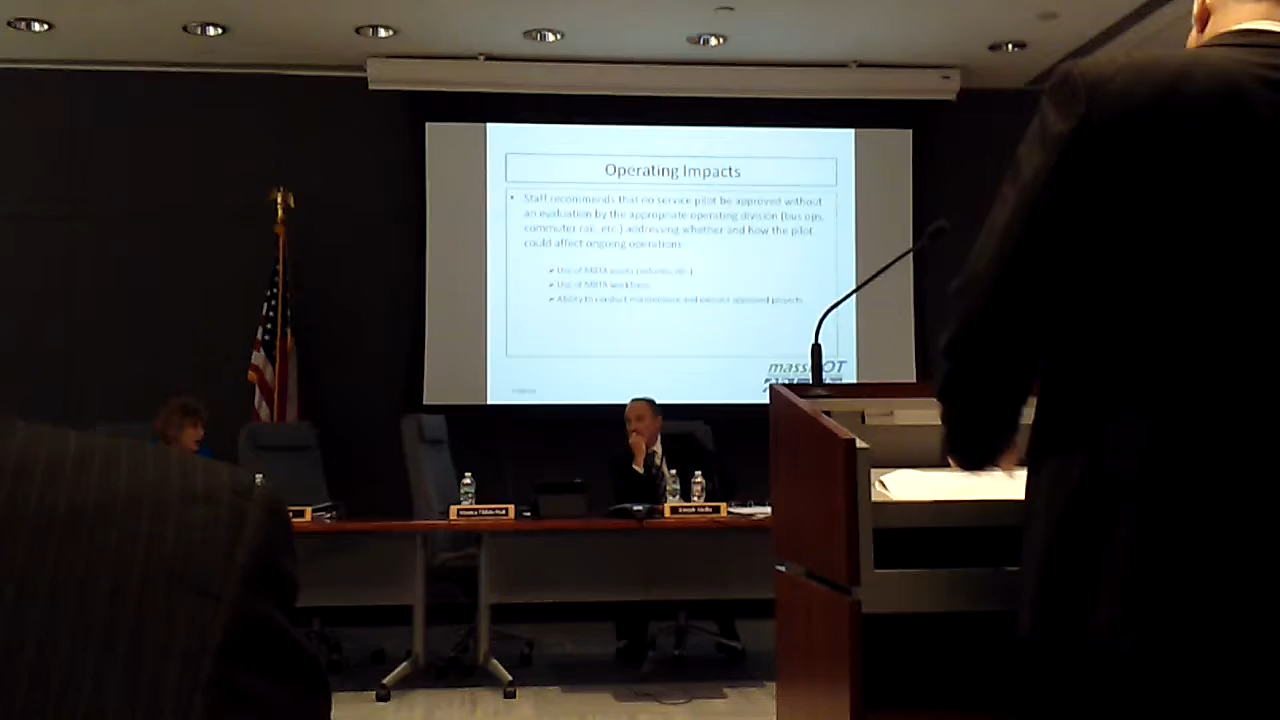 Operating Impacts
• Staff recommends that no service pilot be approved without
an evaluation by the appropriate operating division (bus ops,
commuter rail, etc.) addressing whether and how the pilot
could affect ongoing operations
✓ Use of MBTA assets (vehicles, etc.)
✓ Use of MBTA workforce
✓ Ability to conduct maintenance and execute approved projects
massDOT